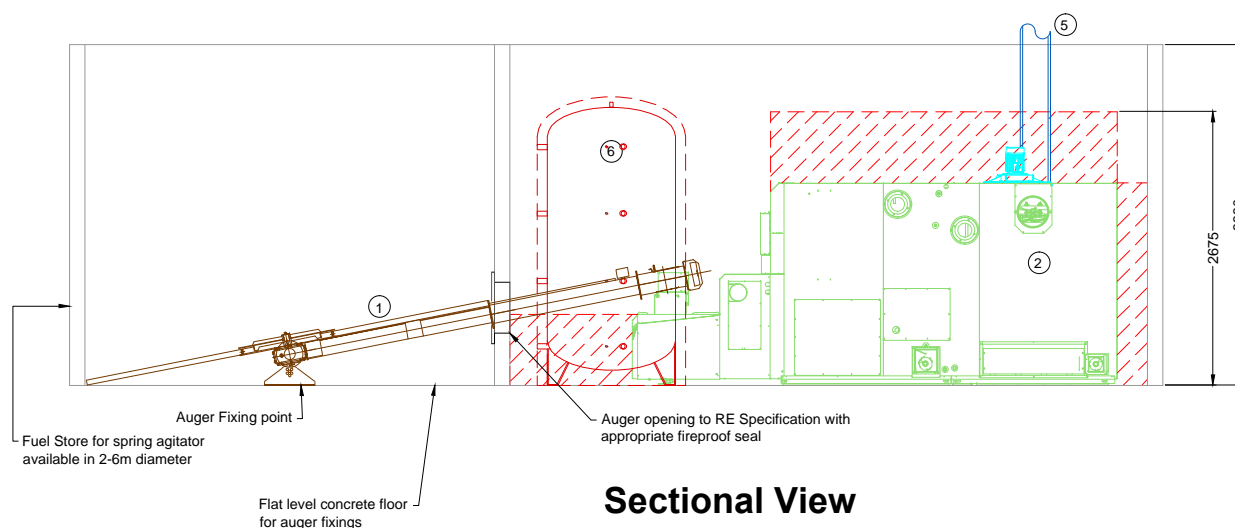 5
6
2
1
2675
Auger Fixing point
Auger opening to RE Specification with
appropriate fireproof seal
Fuel Store for spring agitator
available in 2-6m diameter
Flat level concrete floor
for auger fixings
Sectional View